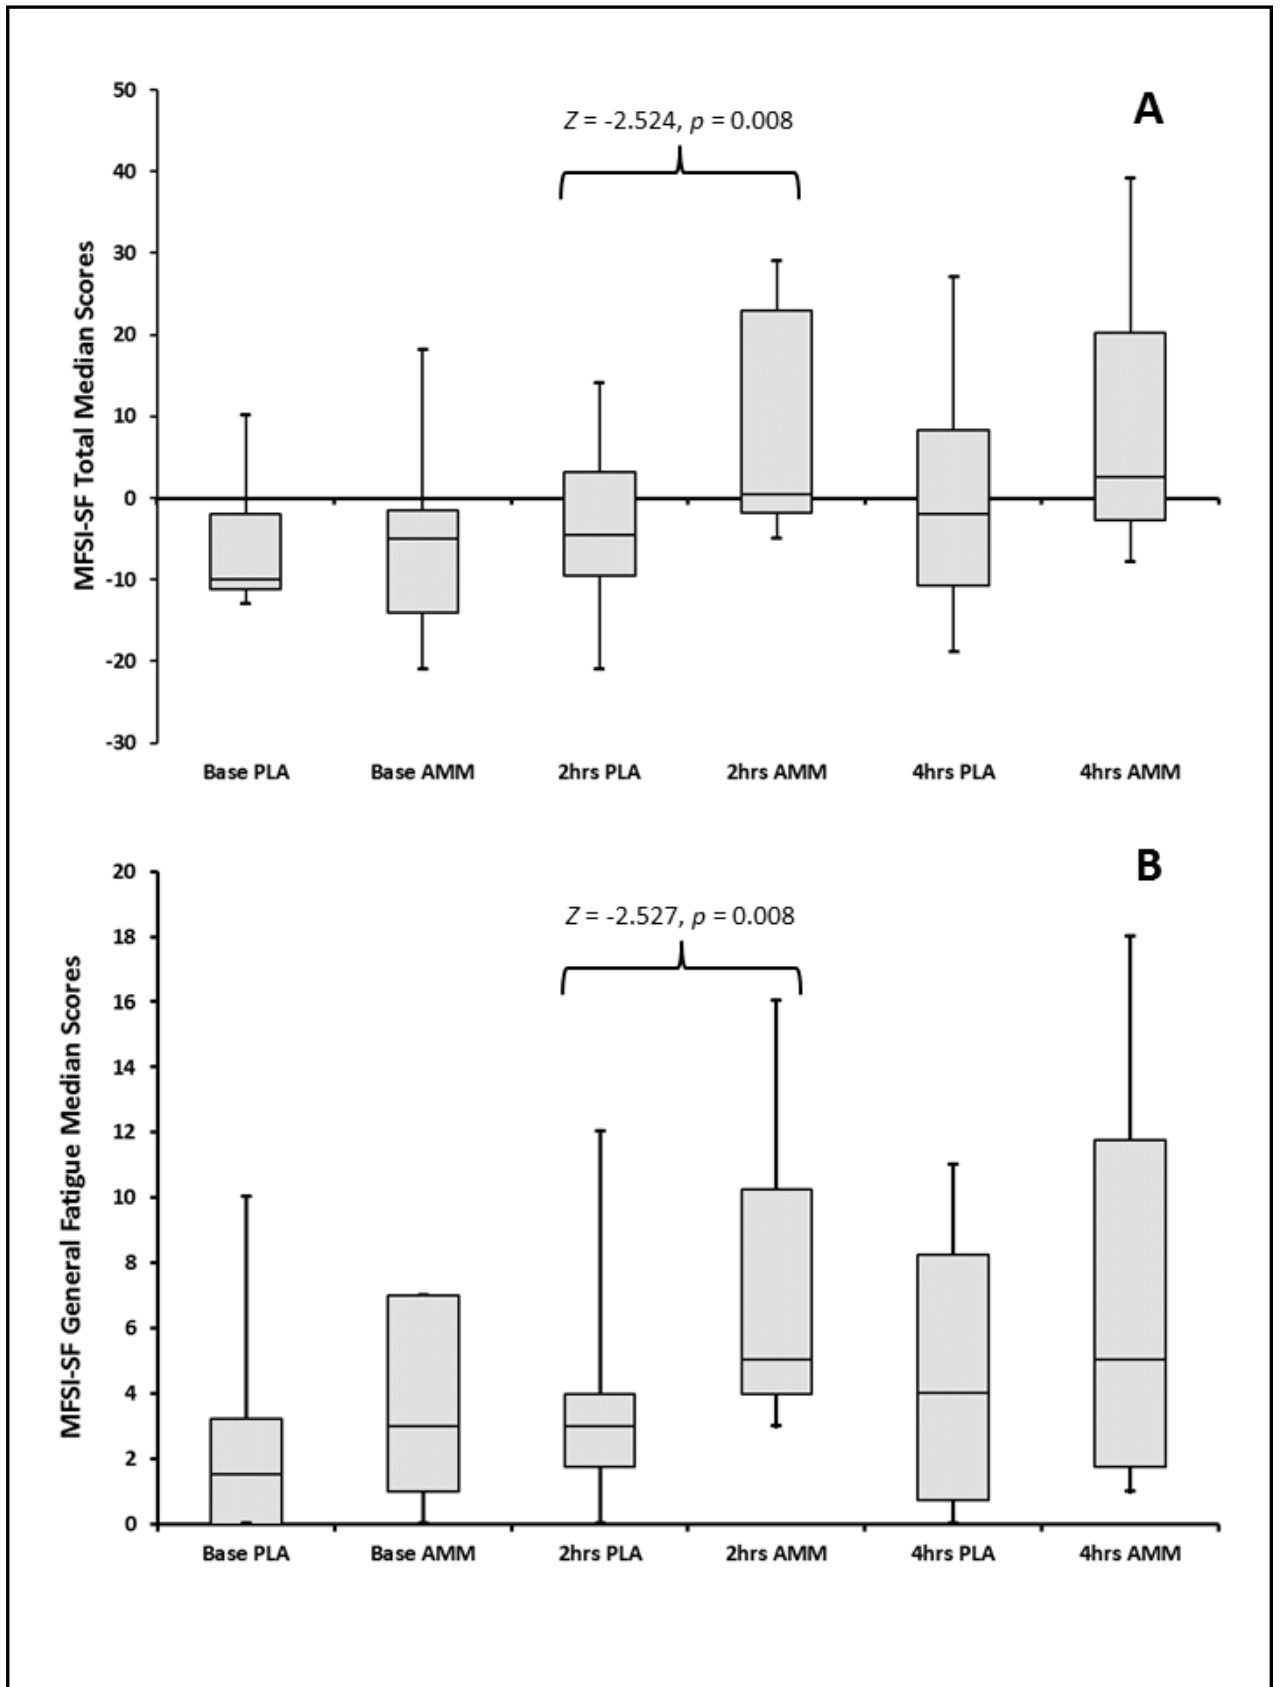 A
Z = -2.524, p = 0.008
MFSI-SF Total Median Scores
50
40
30
20
10
0
-10
-20
-30
Base PLA Base AMM 2hrs PLA 2hrs AMM 4hrs PLA 4hrs AMM
B
Z = -2.527, p = 0.008
MFSI-SF General Fatigue Median Scores
20
18
16
14
12
10
8
6
4
2
0
Base PLA Base AMM 2hrs PLA 2hrs AMM 4hrs PLA 4hrs AMM